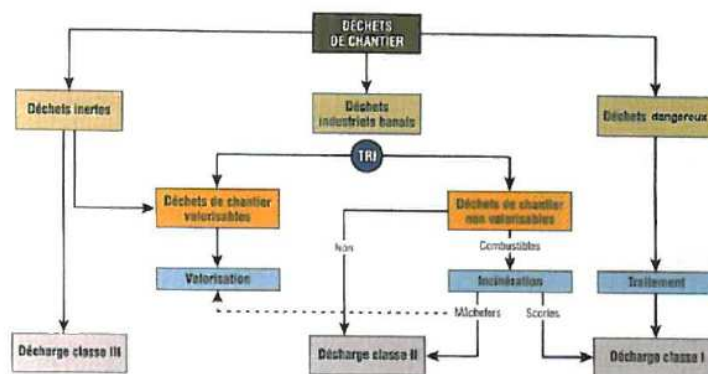 DÉCHETS
DE CHANTIER
Déchets inertes
Déchets
industriels banals
Déchets dangereux
TRI
Déchets de chantier
valorisables
Déchets de chantier
non valorisables
Non
Combustibles
Valorisation
Incinération
Traitement
Mâchefers
Scories
Décharge classe III
Décharge classe II
Décharge classe I